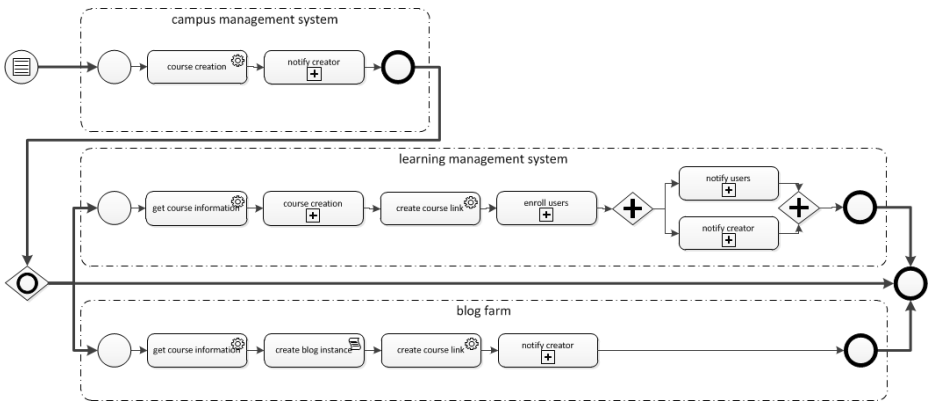 campus management system
course creation
notify creator
learning management system
get course information
course creation
create course link
enroll users
notify users
notify creator
blog farm
get course information
create blog instance
create course link
notify creator